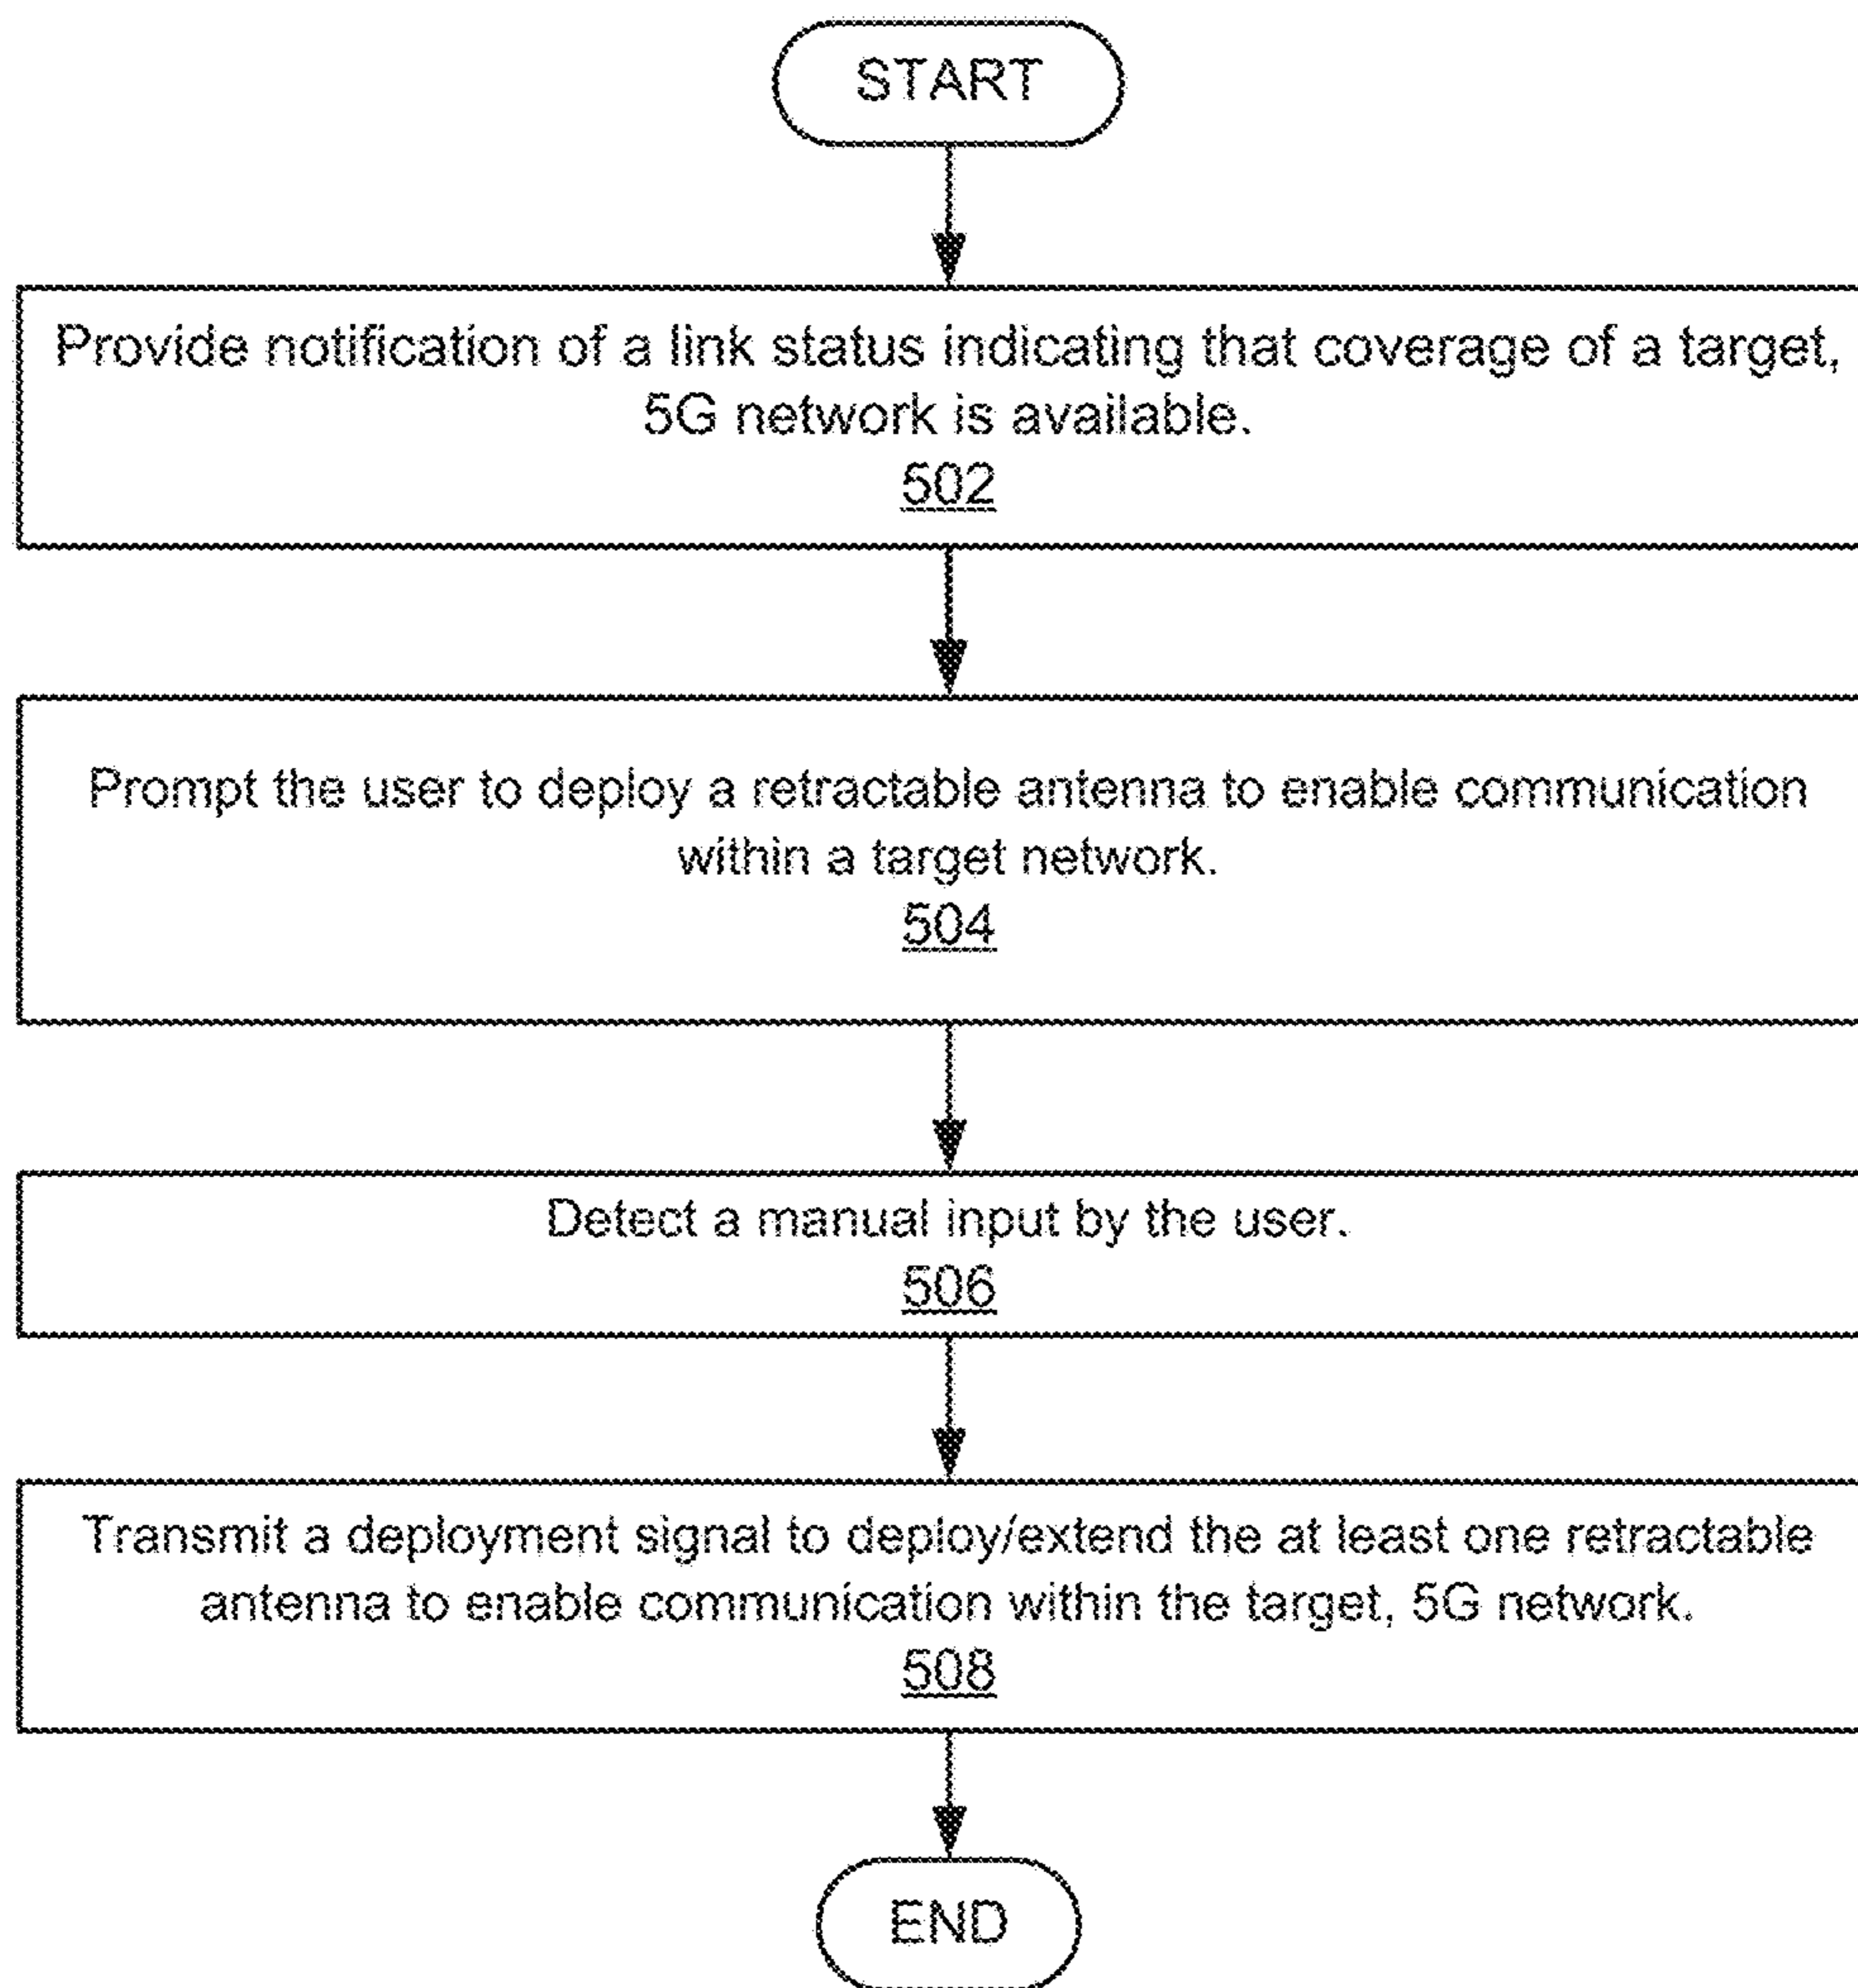 START
Provide notification of a link status indicating that coverage of a target,
5G network is available.
502
Prompt the user to deploy a retractable antenna to enable communication
within a target network.
504
Detect a manual input by the user.
506
Transmit a deployment signal to deploy/extend the at least one retractable
antenna to enable communication within the target, 5G network.
508
END